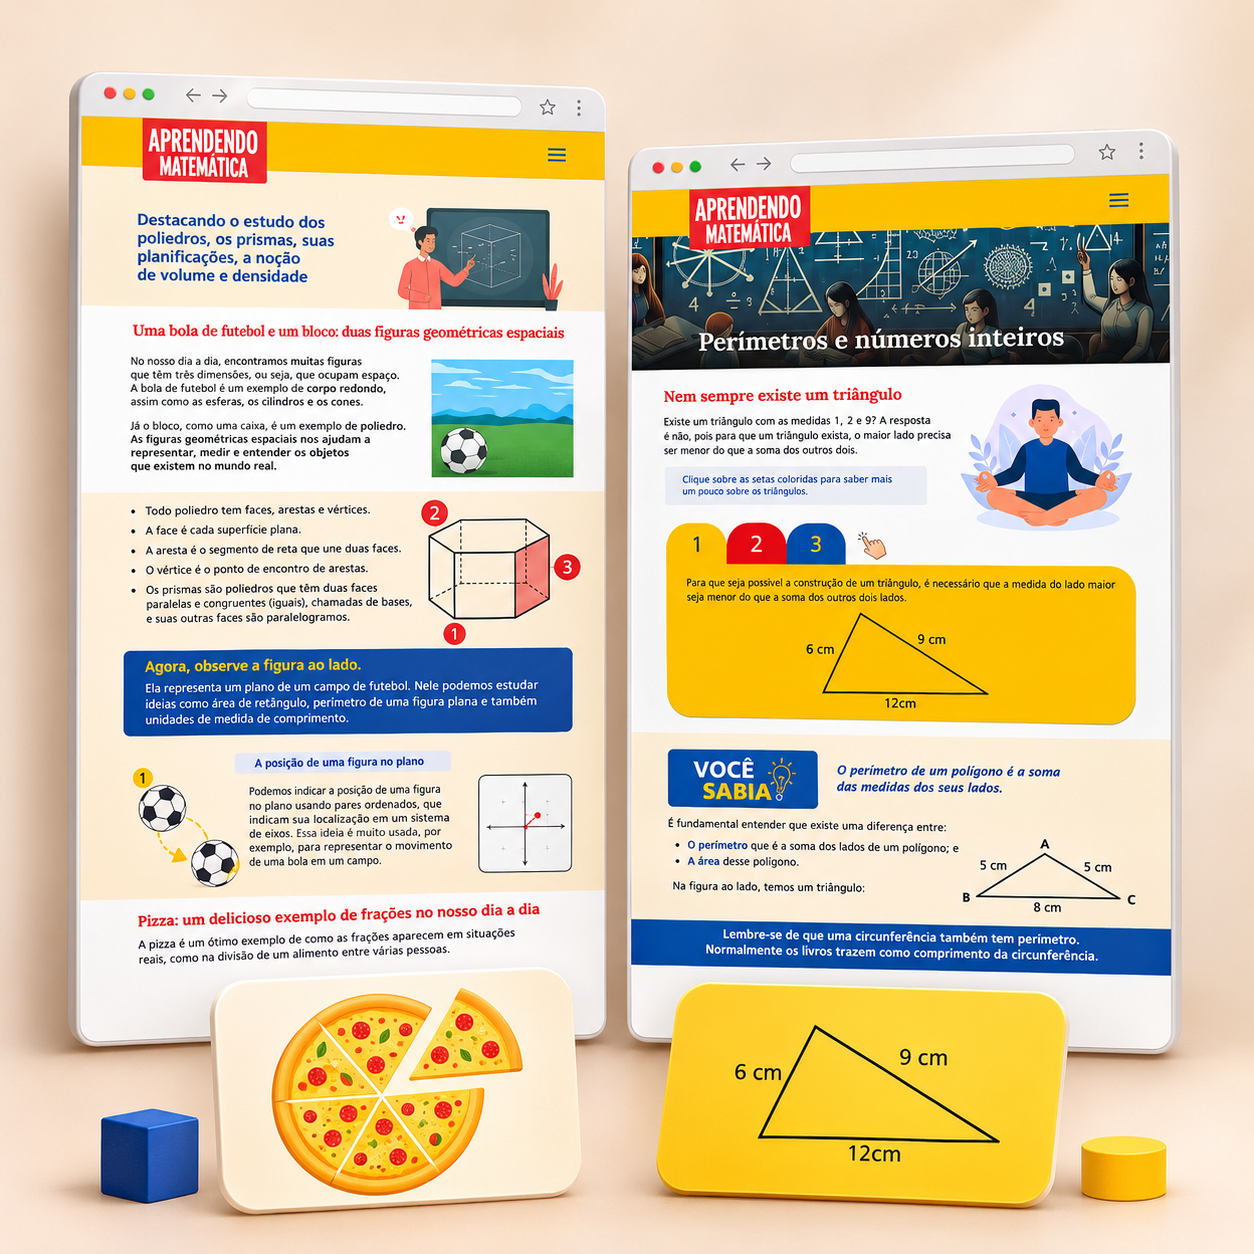 APRENDENDO
MATEMÁTICA
Destacando o estudo dos
poliedros, os prismas, suas
planificações, a noção
de volume e densidade
Uma bola de futebol e um bloco: duas figuras geométricas espaciais
No nosso dia a dia, encontramos muitas figuras
que têm três dimensões, ou seja, que ocupam espaço.
A bola de futebol é um exemplo de corpo redondo,
assim como as esferas, os cilindros e os cones.
Já o bloco, como uma caixa, é um exemplo de poliedro.
As figuras geométricas espaciais nos ajudam a
representar, medir e entender os objetos
que existem no mundo real.
• Todo poliedro tem faces, arestas e vértices.
• A face é cada superfície plana.
• A aresta é o segmento de reta que une duas faces.
• O vértice é o ponto de encontro de arestas.
• Os prismas são poliedros que têm duas faces
paralelas e congruentes (iguais), chamadas de bases,
e suas outras faces são paralelogramos.
2
3
1
Agora, observe a figura ao lado.
Ela representa um plano de um campo de futebol. Nele podemos estudar
ideias como área de retângulo, perímetro de uma figura plana e também
unidades de medida de comprimento.
A posição de uma figura no plano
1
Podemos indicar a posição de uma figura
no plano usando pares ordenados, que
indicam sua localização em um sistema
de eixos. Essa ideia é muito usada, por
exemplo, para representar o movimento
de uma bola em um campo.
Pizza: um delicioso exemplo de frações no nosso dia a dia
A pizza é um ótimo exemplo de como as frações aparecem em situações
reais, como na divisão de um alimento entre várias pessoas.
APRENDENDO
MATEMÁTICA
Perímetros e números inteiros
Nem sempre existe um triângulo
Existe um triângulo com as medidas 1, 2 e 9? A resposta
é não, pois para que um triângulo exista, o maior lado precisa
ser menor do que a soma dos outros dois.
Clique sobre as setas coloridas para saber mais
um pouco sobre os triângulos.
1 2 3
Para que seja possível a construção de um triângulo, é necessário que a medida do lado maior
seja menor do que a soma dos outros dois lados.
6 cm
9 cm
12cm
VOCÊ
SABIA
?
O perímetro de um polígono é a soma
das medidas dos seus lados.
É fundamental entender que existe uma diferença entre:
• O perímetro que é a soma dos lados de um polígono; e
• A área desse polígono.
Na figura ao lado, temos um triângulo:
A
5 cm
5 cm
B
C
8 cm
Lembre-se de que uma circunferência também tem perímetro.
Normalmente os livros trazem como comprimento da circunferência.
6 cm
9 cm
12cm